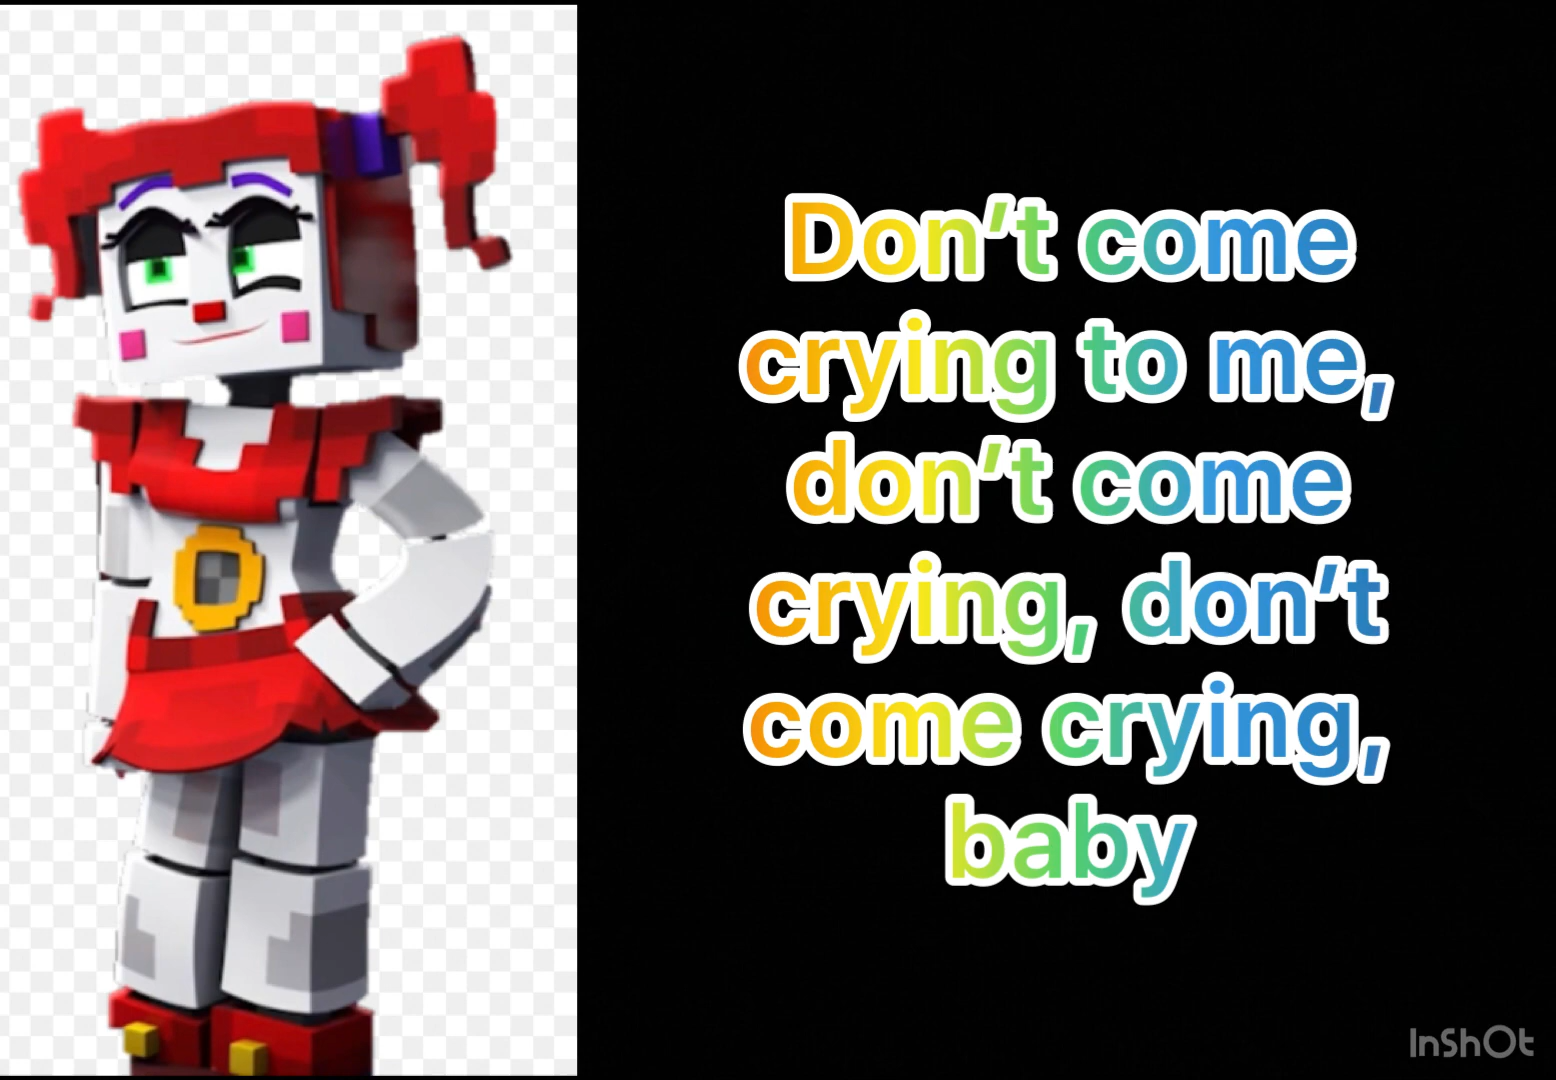 Don’t come
crying to me,
don’t come
crying, don’t
come crying,
baby
InShOt